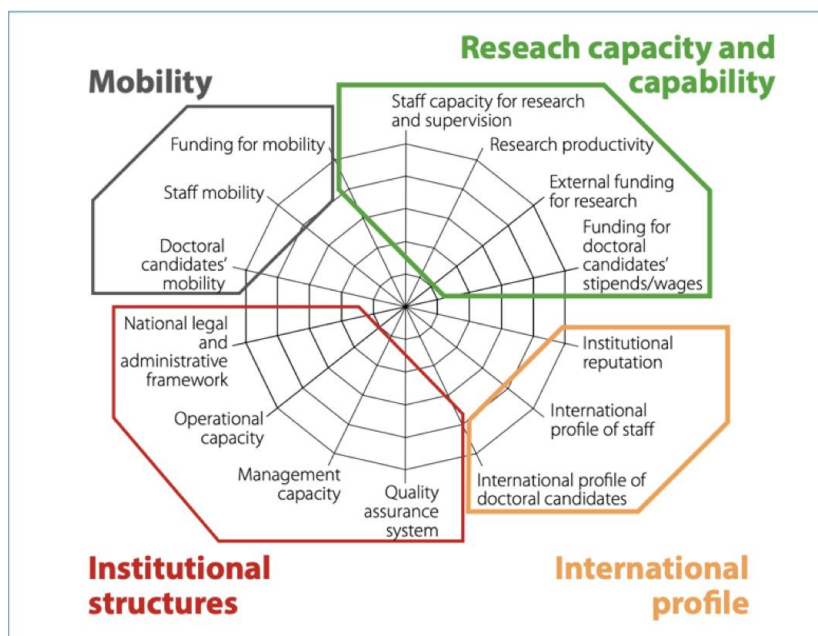 Mobility
Reseach capacity and
capability
Staff capacity for research
and supervision
Funding for mobility
Research productivity
Staff mobility
External funding
for research
Doctoral
candidates’
mobility
Funding for
doctoral
candidates’
stipends/wages
National legal
and
administrative
framework
Institutional
reputation
Operational
capacity
International
profile of staff
Management
capacity
Quality
assurance
system
International profile of
doctoral candidates
Institutional
structures
International
profile